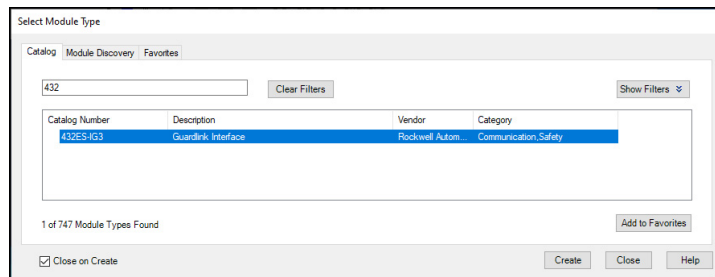 Select Module Type
Catalog Module Discovery Favorites
432 Clear Filters Show Filters
Catalog Number Description Vendor Category
432ES-IG3 Guardlink Interface Rockwell Autom... Communication,Safety
1 of 747 Module Types Found Add to Favorites
Close on Create Create Close Help